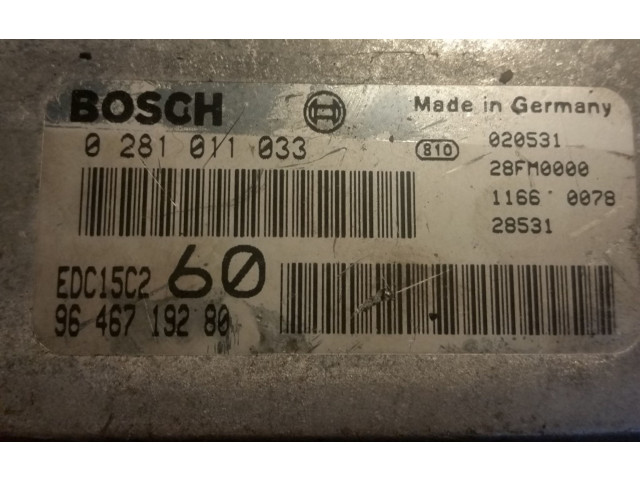 BOSCH Made in Germany
0 281 011 033 810 020531
28FM0000
1166 0078
28531
EDC15C2 60
96 467 192 80